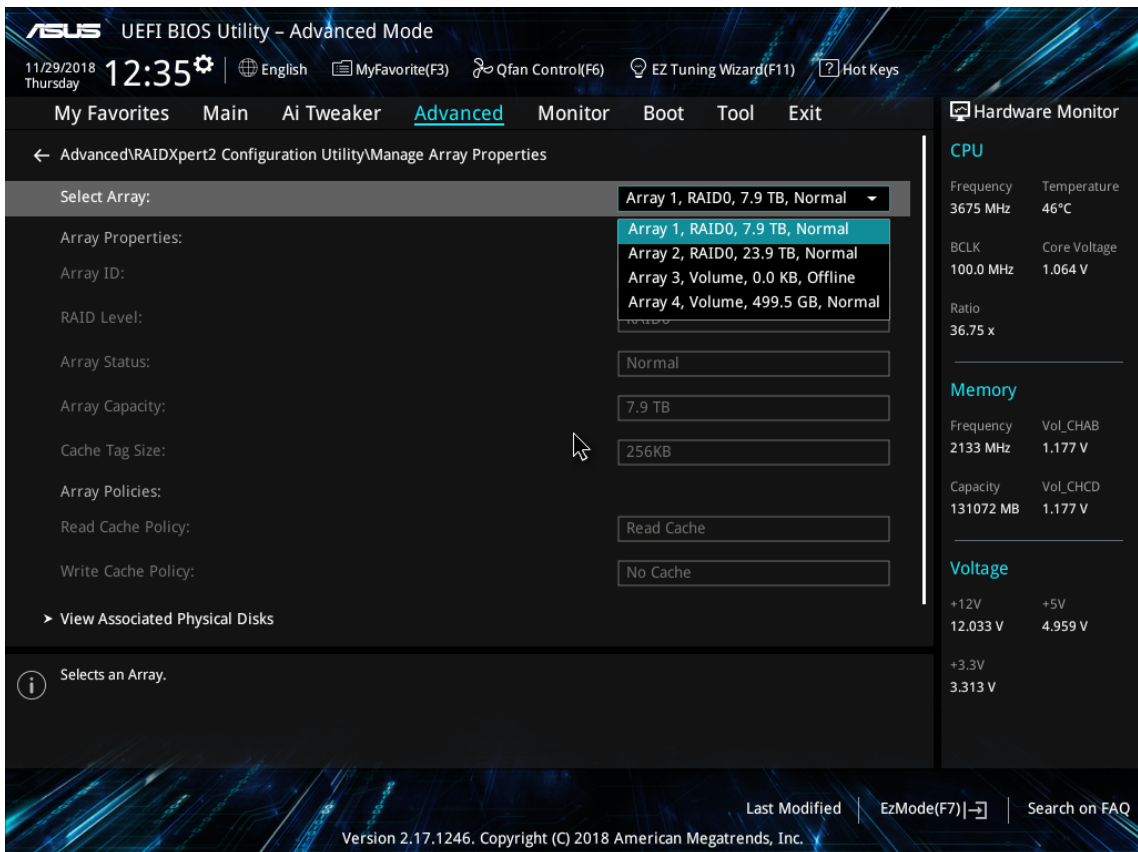 ASUS UEFI BIOS Utility – Advanced Mode
11/29/2018 Thursday 12:35 English MyFavorite(F3) Qfan Control(F6) EZ Tuning Wizard(F11) ? Hot Keys
My Favorites Main Ai Tweaker Advanced Monitor Boot Tool Exit
Advanced\RAIDXpert2 Configuration Utility\Manage Array Properties
Select Array: Array 1, RAID0, 7.9 TB, Normal
Array 1, RAID0, 7.9 TB, Normal
Array 2, RAID0, 23.9 TB, Normal
Array 3, Volume, 0.0 KB, Offline
Array 4, Volume, 499.5 GB, Normal
Array Properties:
Array ID:
RAID Level: RAID0
Array Status: Normal
Array Capacity: 7.9 TB
Cache Tag Size: 256KB
Array Policies:
Read Cache Policy: Read Cache
Write Cache Policy: No Cache
View Associated Physical Disks
Selects an Array.
Hardware Monitor
CPU
Frequency Temperature
3675 MHz 46°C
BCLK Core Voltage
100.0 MHz 1.064 V
Ratio
36.75 x
Memory
Frequency Vol_CHAB
2133 MHz 1.177 V
Capacity Vol_CHCD
131072 MB 1.177 V
Voltage
+12V +5V
12.033 V 4.959 V
+3.3V
3.313 V
Last Modified EzMode(F7) Search on FAQ
Version 2.17.1246. Copyright (C) 2018 American Megatrends, Inc.